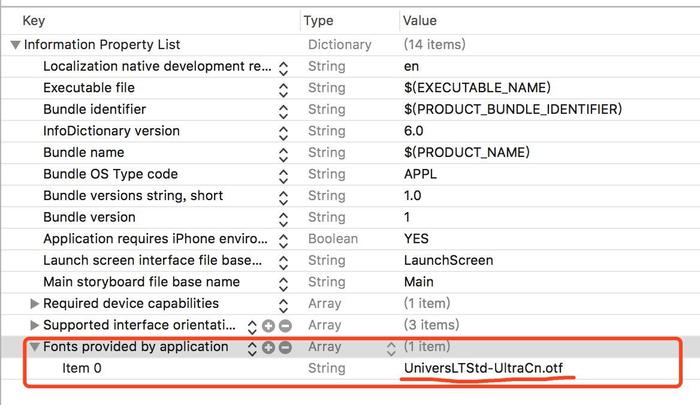 Key Type Value
Information Property List Dictionary (14 items)
Localization native development re... String en
Executable file String $(EXECUTABLE_NAME)
Bundle identifier String $(PRODUCT_BUNDLE_IDENTIFIER)
InfoDictionary version String 6.0
Bundle name String $(PRODUCT_NAME)
Bundle OS Type code String APPL
Bundle versions string, short String 1.0
Bundle version String 1
Application requires iPhone enviro... Boolean YES
Launch screen interface file base... String LaunchScreen
Main storyboard file base name String Main
Required device capabilities Array (1 item)
Supported interface orientati... Array (3 items)
Fonts provided by application Array (1 item)
Item 0 String UniversLTStd-UltraCn.otf